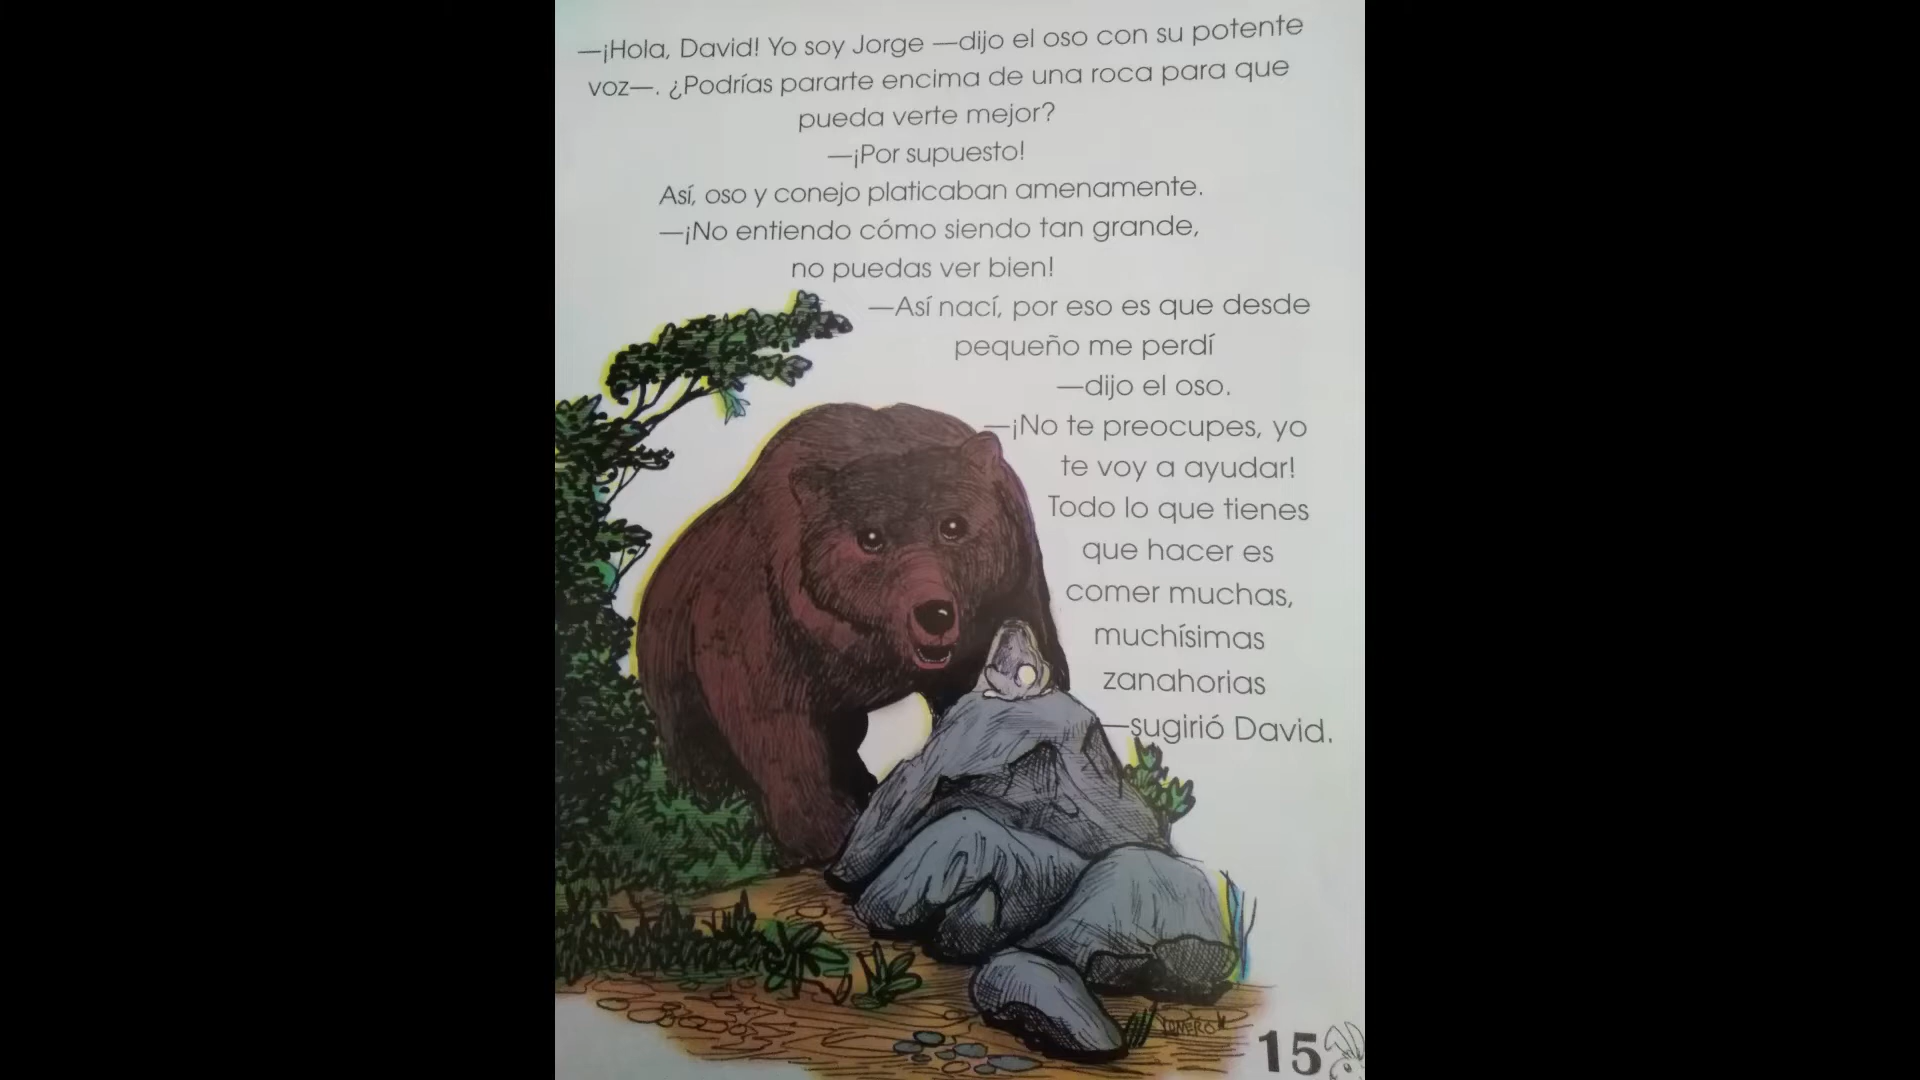 —¡Hola, David! Yo soy Jorge —dijo el oso con su potente
voz—. ¿Podrías pararte encima de una roca para que
pueda verte mejor?
—¡Por supuesto!
Así, oso y conejo platicaban amenamente.
—¡No entiendo cómo siendo tan grande,
no puedas ver bien!
—Así nací, por eso es que desde
pequeño me perdí
—dijo el oso.
—¡No te preocupes, yo
te voy a ayudar!
Todo lo que tienes
que hacer es
comer muchas,
muchísimas
zanahorias
—sugirió David.
15